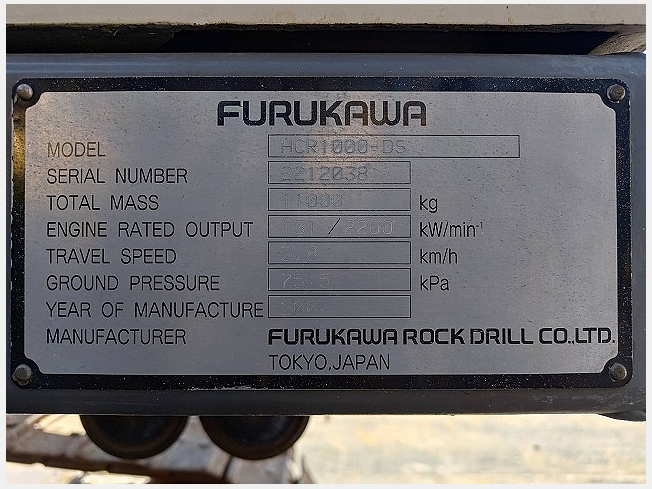 FURUKAWA
MODEL HCR1000-DS
SERIAL NUMBER 2212038
TOTAL MASS 11000 kg
ENGINE RATED OUTPUT /2200 kW/min⁻¹
TRAVEL SPEED km/h
GROUND PRESSURE kPa
YEAR OF MANUFACTURE
MANUFACTURER FURUKAWA ROCK DRILL CO.,LTD.
TOKYO,JAPAN